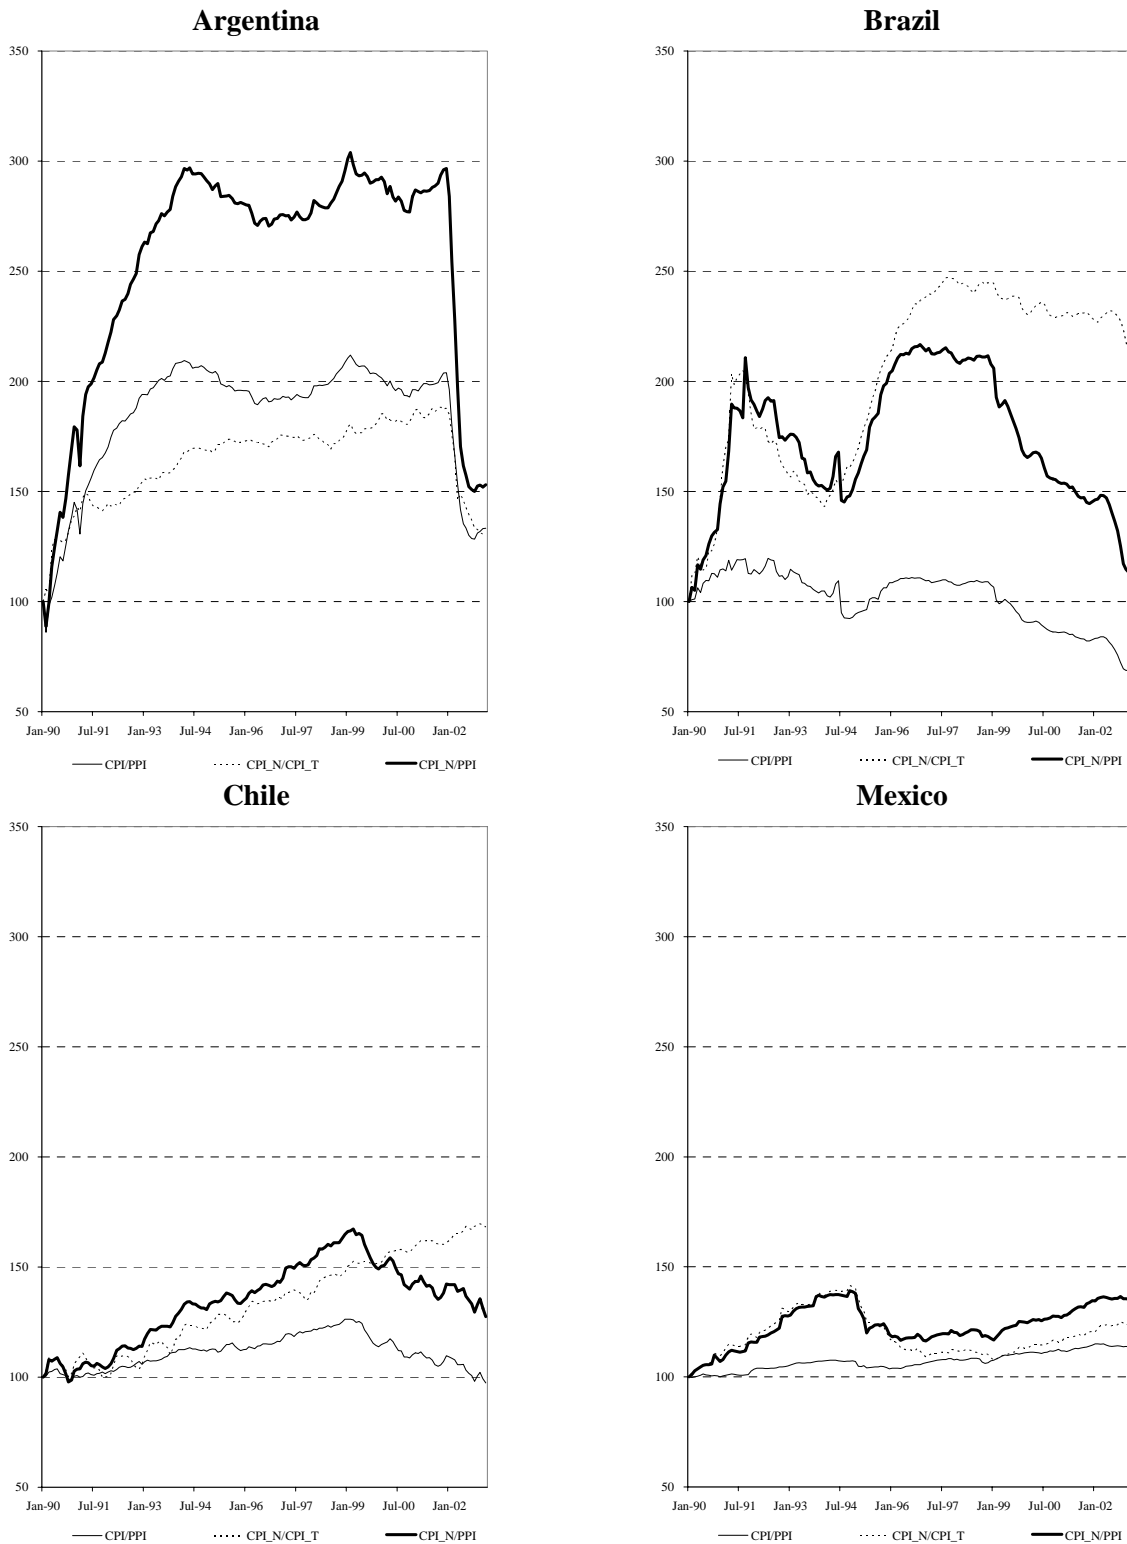 Argentina
350
300
250
200
150
100
50
Jan-90 Jul-91 Jan-93 Jul-94 Jan-96 Jul-97 Jan-99 Jul-00 Jan-02
CPI/PPI CPI_N/CPI_T CPI_N/PPI
Brazil
350
300
250
200
150
100
50
Jan-90 Jul-91 Jan-93 Jul-94 Jan-96 Jul-97 Jan-99 Jul-00 Jan-02
CPI/PPI CPI_N/CPI_T CPI_N/PPI
Chile
350
300
250
200
150
100
50
Jan-90 Jul-91 Jan-93 Jul-94 Jan-96 Jul-97 Jan-99 Jul-00 Jan-02
CPI/PPI CPI_N/CPI_T CPI_N/PPI
Mexico
350
300
250
200
150
100
50
Jan-90 Jul-91 Jan-93 Jul-94 Jan-96 Jul-97 Jan-99 Jul-00 Jan-02
CPI/PPI CPI_N/CPI_T CPI_N/PPI